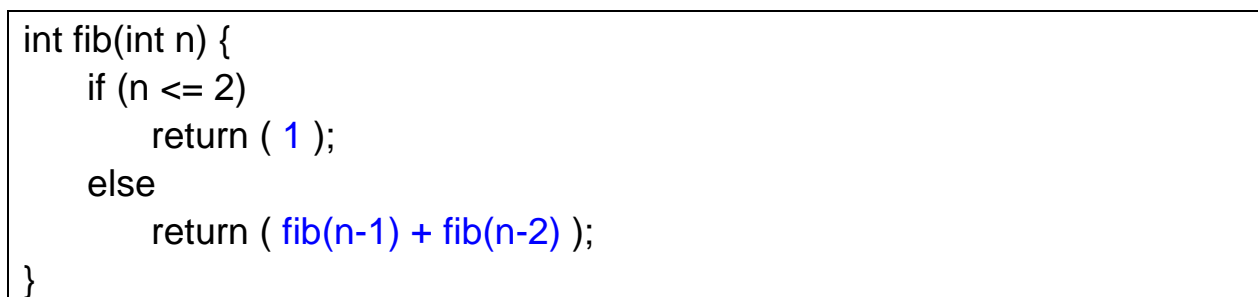 int fib(int n) {
if (n <= 2)
return ( 1 );
else
return ( fib(n-1) + fib(n-2) );
}